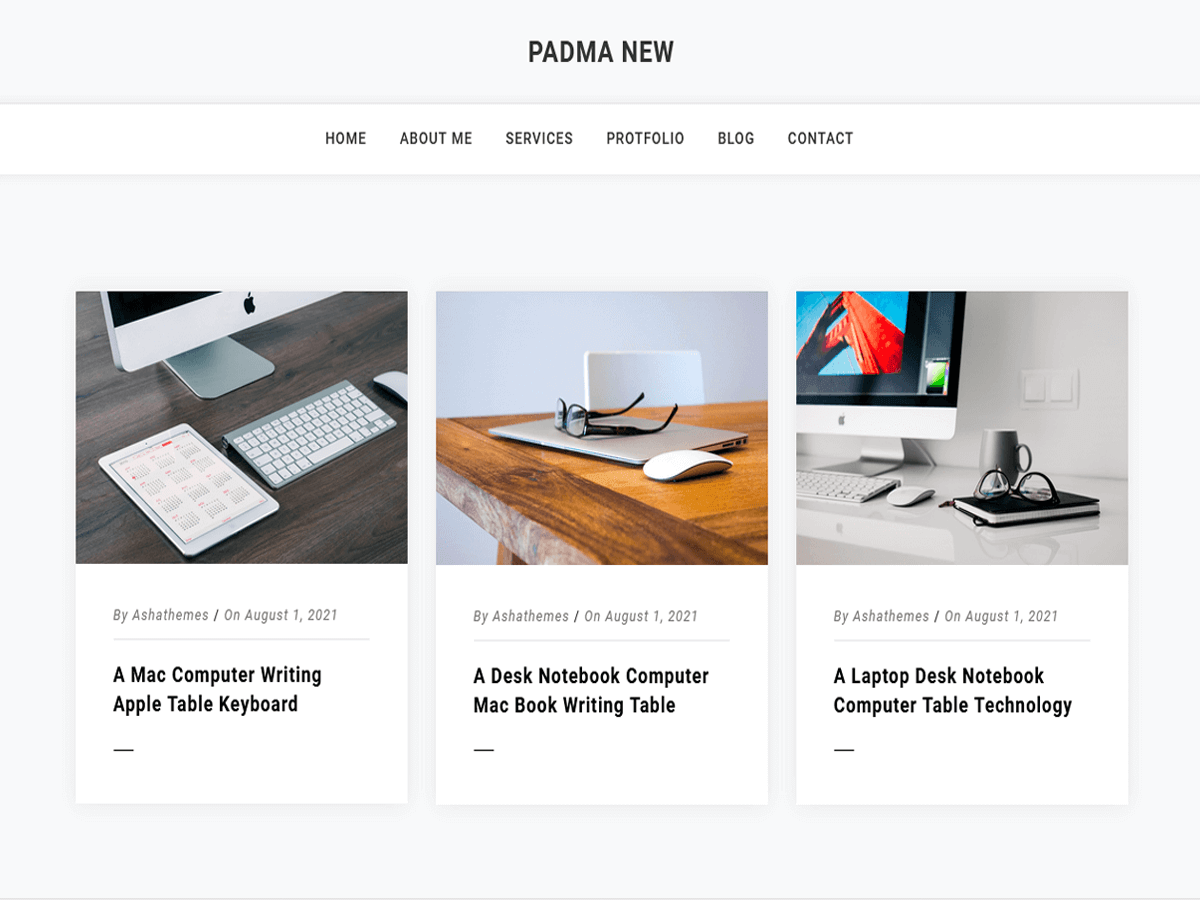 PADMA NEW
HOME ABOUT ME SERVICES PROTFOLIO BLOG CONTACT
By Ashathemes / On August 1, 2021
A Mac Computer Writing
Apple Table Keyboard
By Ashathemes / On August 1, 2021
A Desk Notebook Computer
Mac Book Writing Table
By Ashathemes / On August 1, 2021
A Laptop Desk Notebook
Computer Table Technology